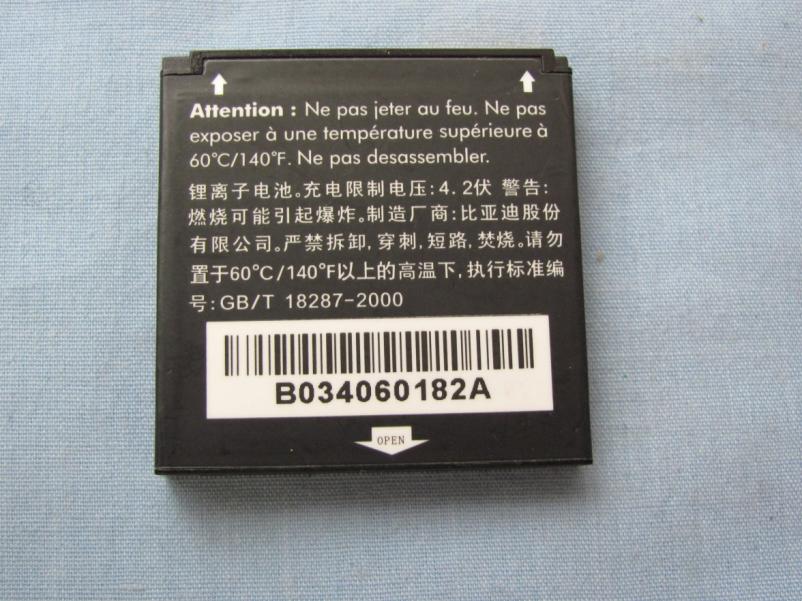 Attention : Ne pas jeter au feu. Ne pas
exposer à une température supérieure à
60°C/140°F. Ne pas desassembler.
锂离子电池。充电限制电压:4.2伏 警告:
燃烧可能引起爆炸。制造厂商:比亚迪股份
有限公司。严禁拆卸,穿刺,短路,焚烧。请勿
置于60°C/140°F以上的高温下,执行标准编
号:GB/T 18287-2000
B034060182A
OPEN